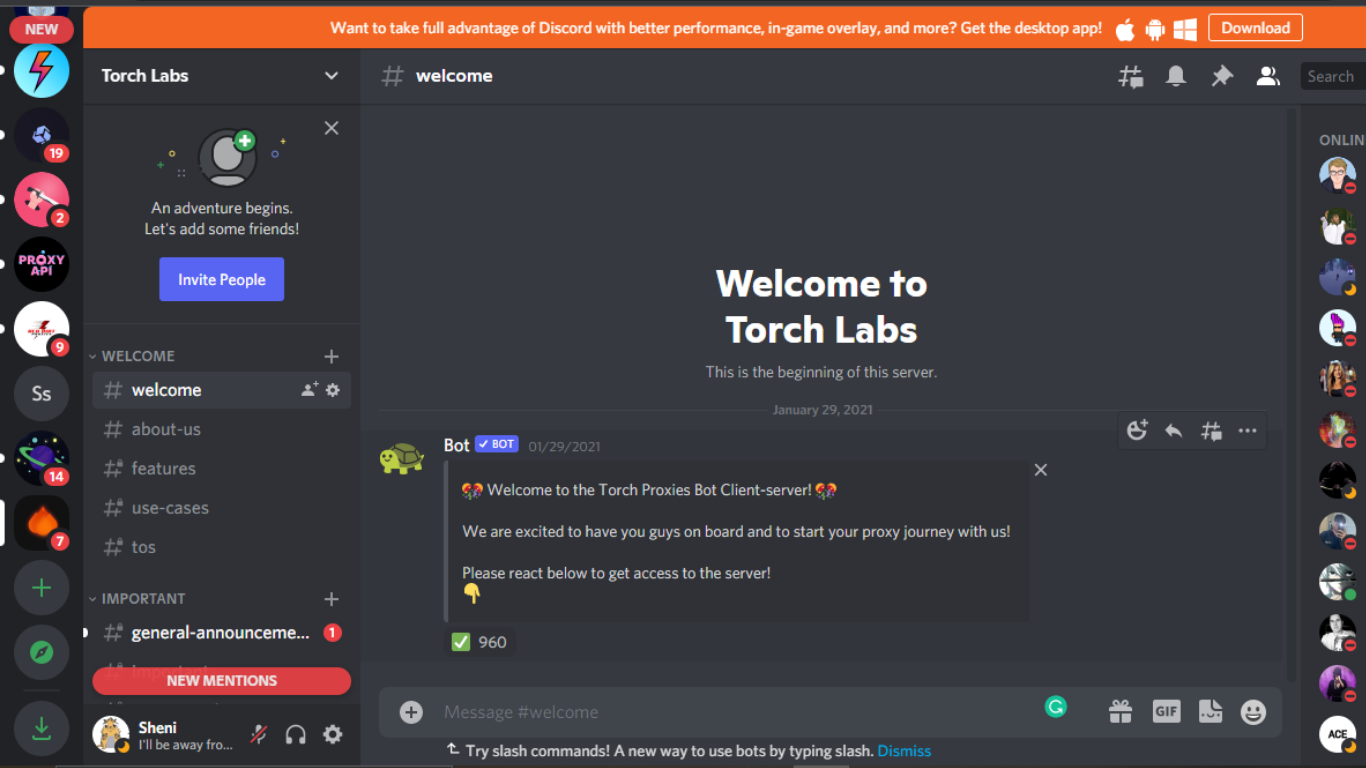 Want to take full advantage of Discord with better performance, in-game overlay, and more? Get the desktop app!
Download
NEW
19
2
PROXY
API
9
Ss
14
7
Torch Labs
An adventure begins.
Let's add some friends!
Invite People
WELCOME
welcome
about-us
features
use-cases
tos
IMPORTANT
general-announceme... 1
NEW MENTIONS
Sheni
I'll be away fro...
# welcome
Search
Welcome to
Torch Labs
This is the beginning of this server.
January 29, 2021
Bot ✓ BOT 01/29/2021
Welcome to the Torch Proxies Bot Client-server!
We are excited to have you guys on board and to start your proxy journey with us!
Please react below to get access to the server!
960
Message #welcome
GIF
Try slash commands! A new way to use bots by typing slash. Dismiss
ONLIN
ACE